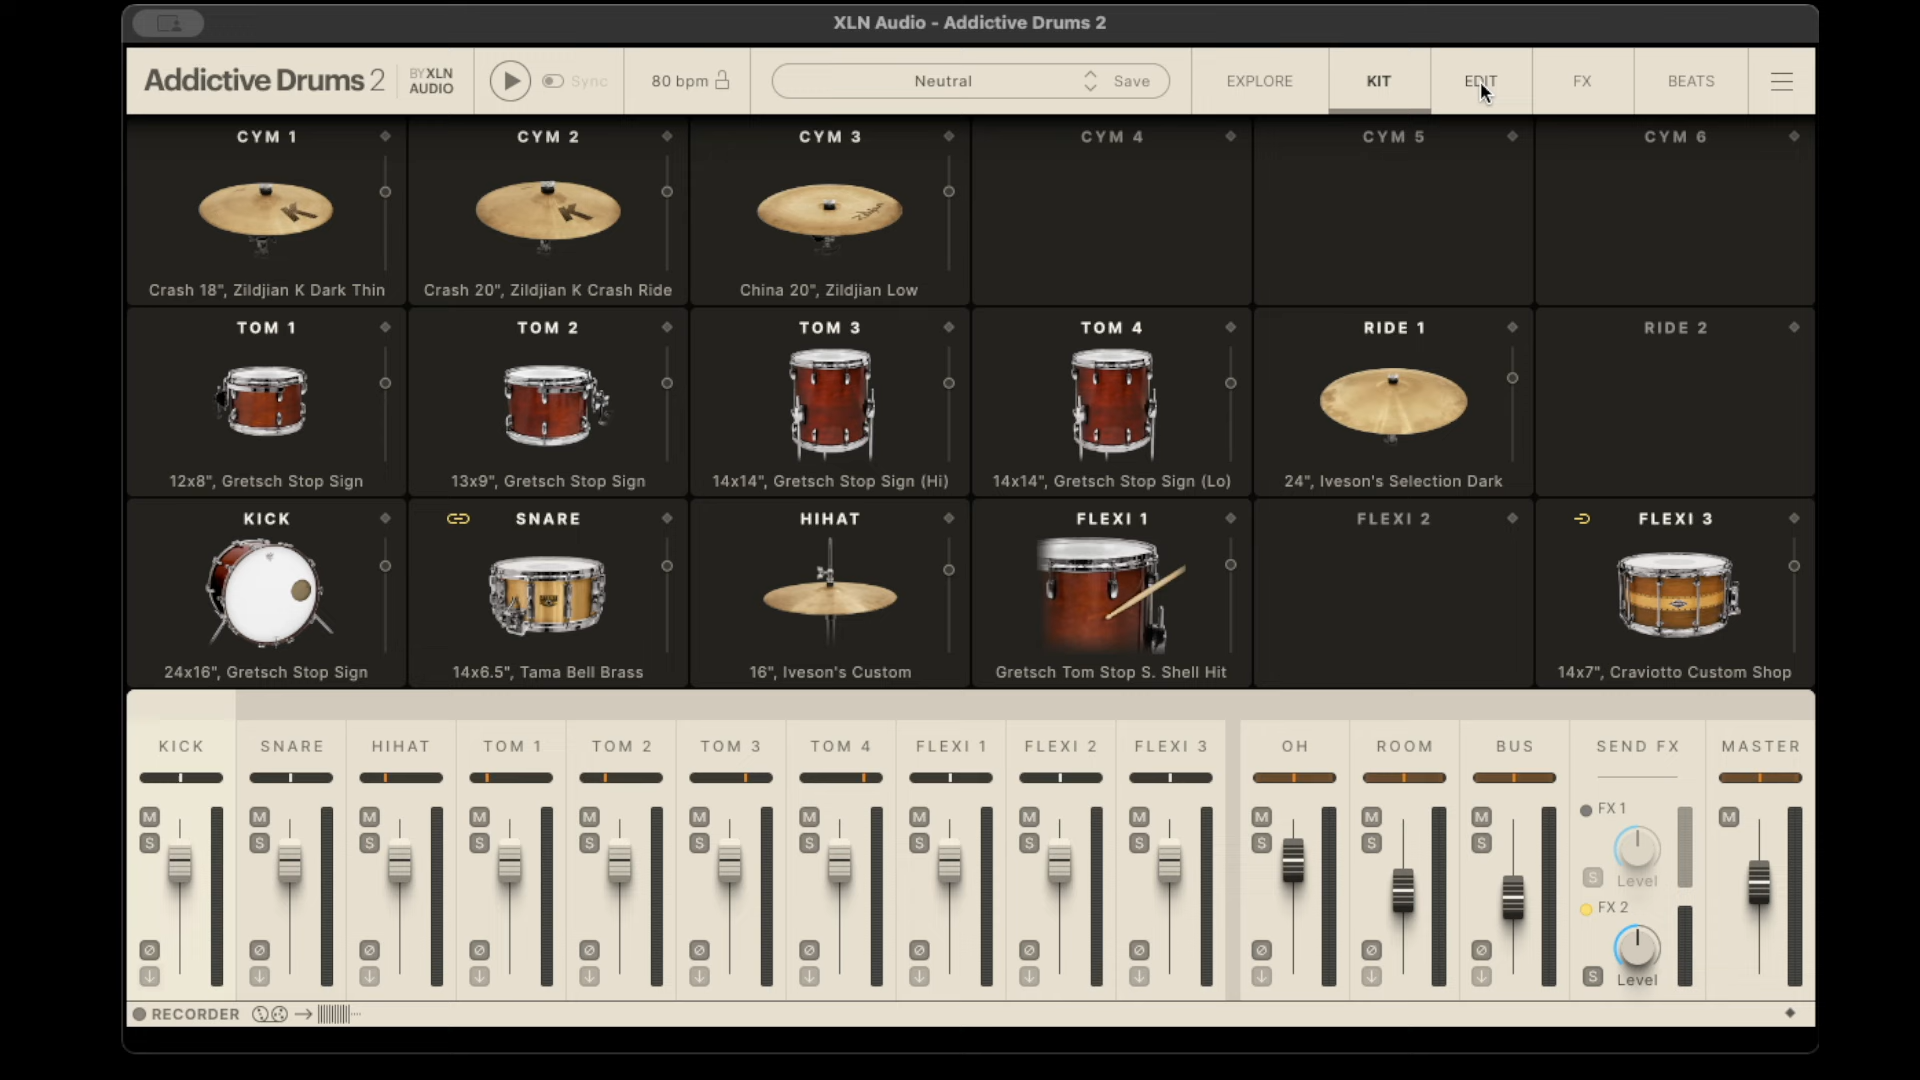 XLN Audio - Addictive Drums 2
Addictive Drums 2 BY XLN AUDIO Sync 80 bpm Neutral Save EXPLORE KIT EDIT FX BEATS
CYM 1 CYM 2 CYM 3 CYM 4 CYM 5 CYM 6
K K Zildjian
Crash 18", Zildjian K Dark Thin Crash 20", Zildjian K Crash Ride China 20", Zildjian Low
TOM 1 TOM 2 TOM 3 TOM 4 RIDE 1 RIDE 2
12x8", Gretsch Stop Sign 13x9", Gretsch Stop Sign 14x14", Gretsch Stop Sign (Hi) 14x14", Gretsch Stop Sign (Lo) 24", Iveson's Selection Dark
KICK SNARE HIHAT FLEXI 1 FLEXI 2 FLEXI 3
24x16", Gretsch Stop Sign 14x6.5", Tama Bell Brass 16", Iveson's Custom Gretsch Tom Stop S. Shell Hit 14x7", Craviotto Custom Shop
KICK SNARE HIHAT TOM 1 TOM 2 TOM 3 TOM 4 FLEXI 1 FLEXI 2 FLEXI 3 OH ROOM BUS SEND FX MASTER
M M M M M M M M M M M M M FX 1 M
S S S S S S S S S S S S S
S Level
FX 2
S Level
RECORDER